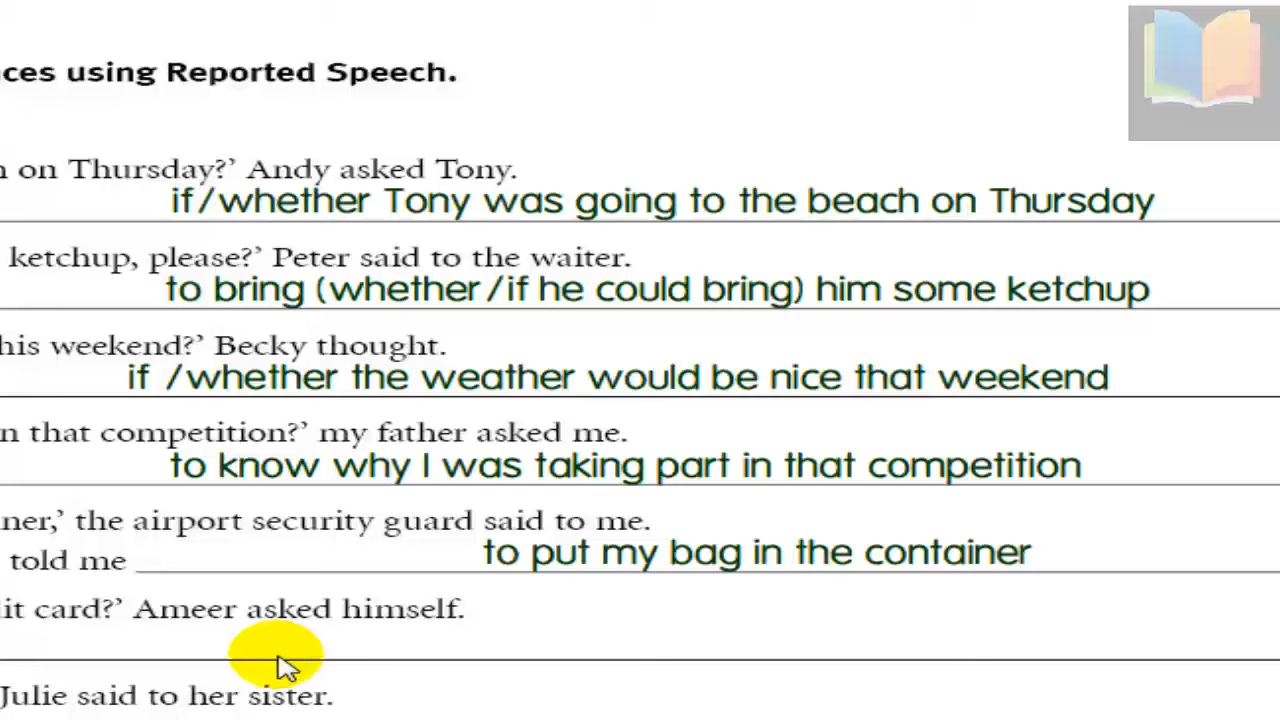 ces using Reported Speech.
on Thursday?’ Andy asked Tony.
if/whether Tony was going to the beach on Thursday
ketchup, please?’ Peter said to the waiter.
to bring (whether/if he could bring) him some ketchup
his weekend?’ Becky thought.
if /whether the weather would be nice that weekend
n that competition?’ my father asked me.
to know why I was taking part in that competition
ner,’ the airport security guard said to me.
told me to put my bag in the container
it card?’ Ameer asked himself.
Julie said to her sister.